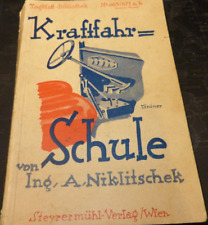 Kraftfahr=
Schule
von
Ing. A. Niklitschek
Steyrermühl-Verlag/Wien